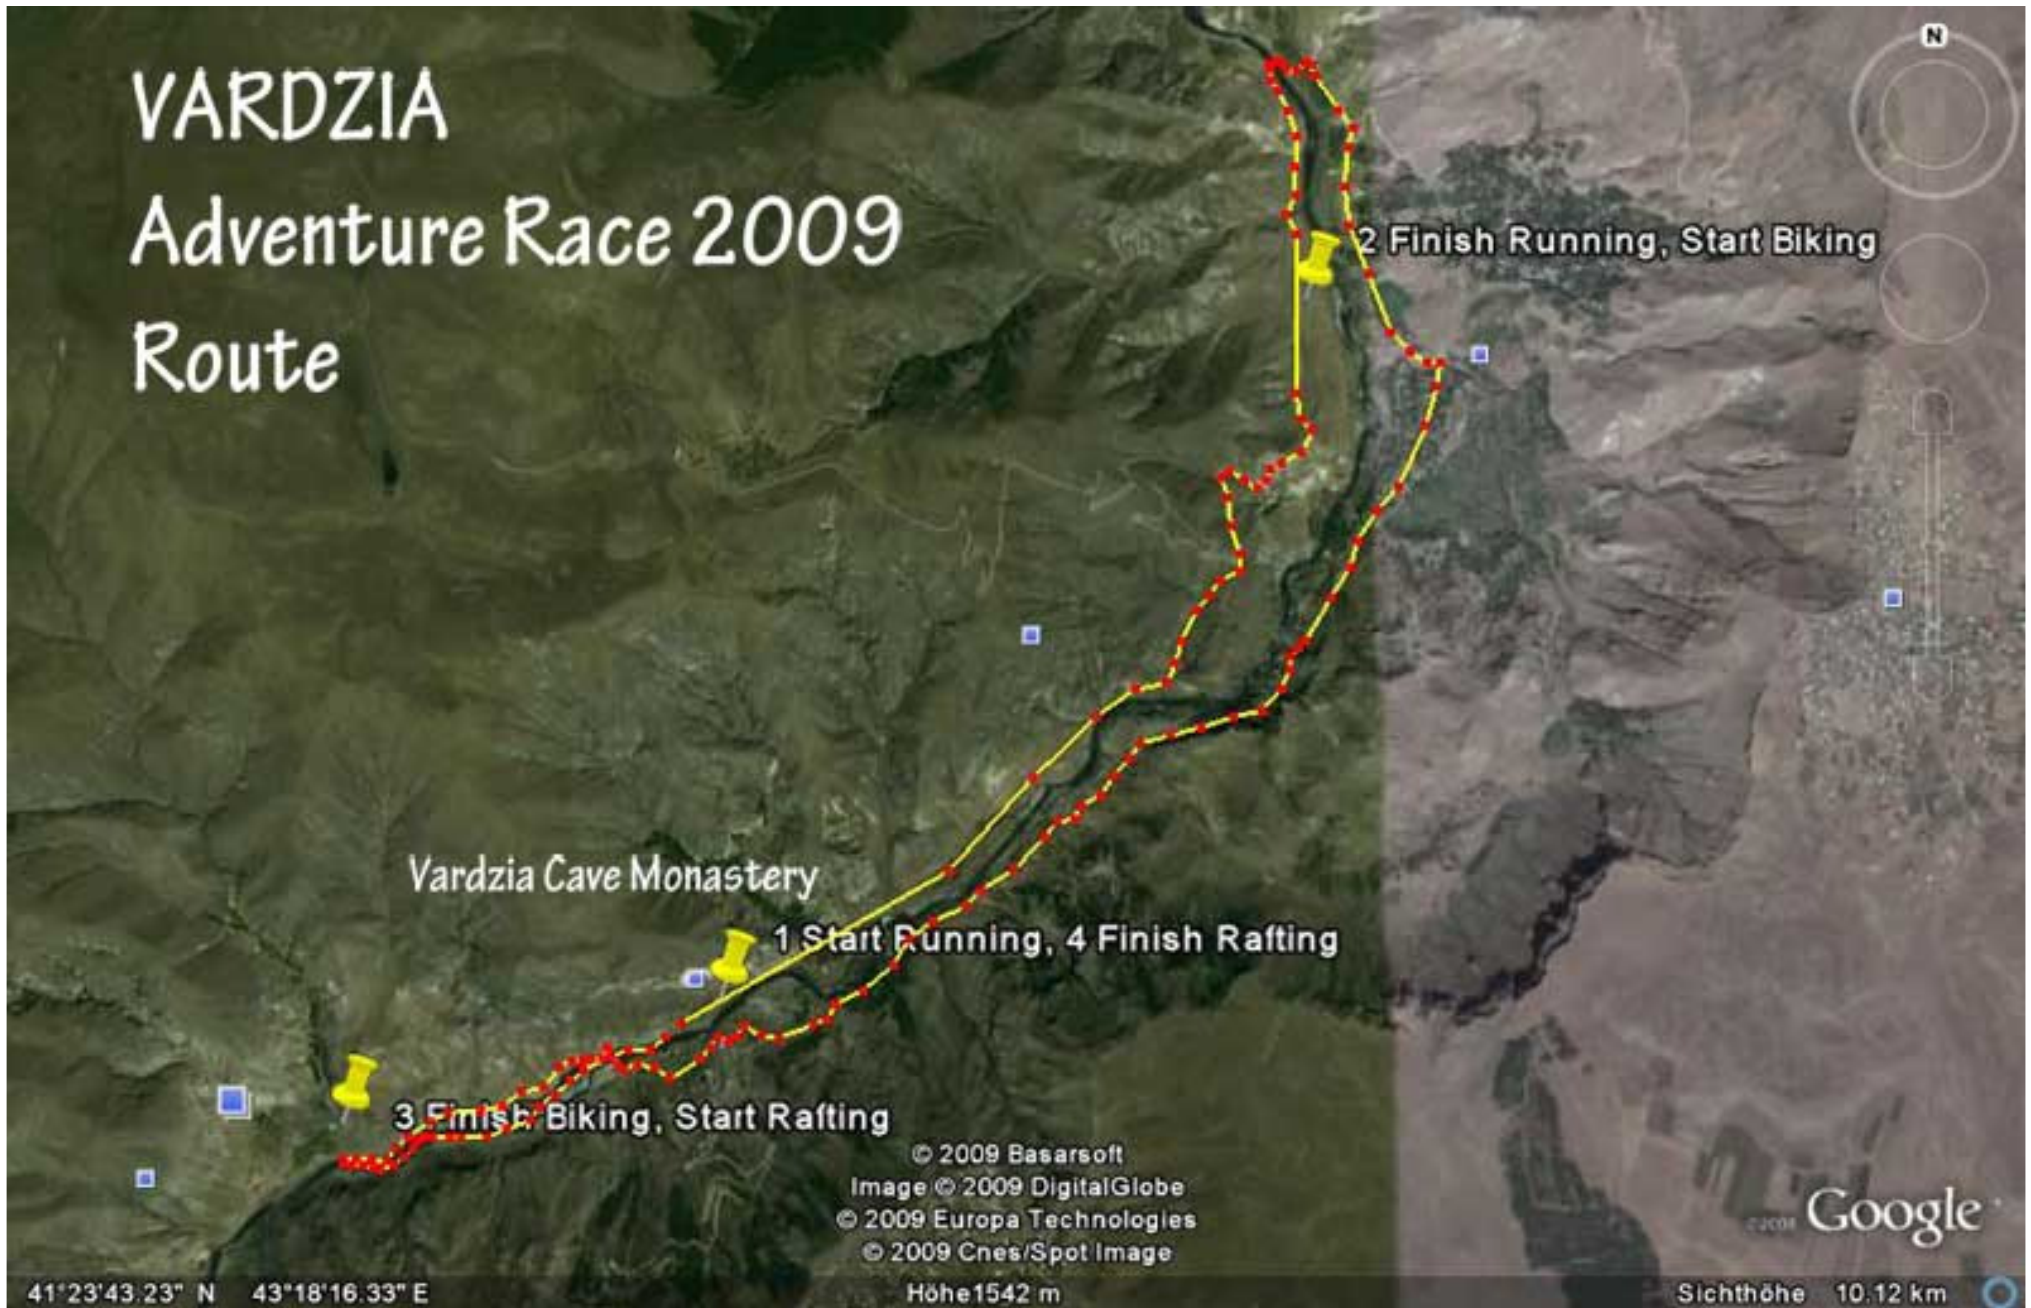 VARDZIA
Adventure Race 2009
Route
N
2 Finish Running, Start Biking
Vardzia Cave Monastery
1 Start Running, 4 Finish Rafting
3 Finish Biking, Start Rafting
© 2009 Basarsoft
Image © 2009 DigitalGlobe
© 2009 Europa Technologies
© 2009 Cnes/Spot Image
Google
41°23'43.23" N 43°18'16.33" E
Höhe1542 m
Sichthöhe 10.12 km